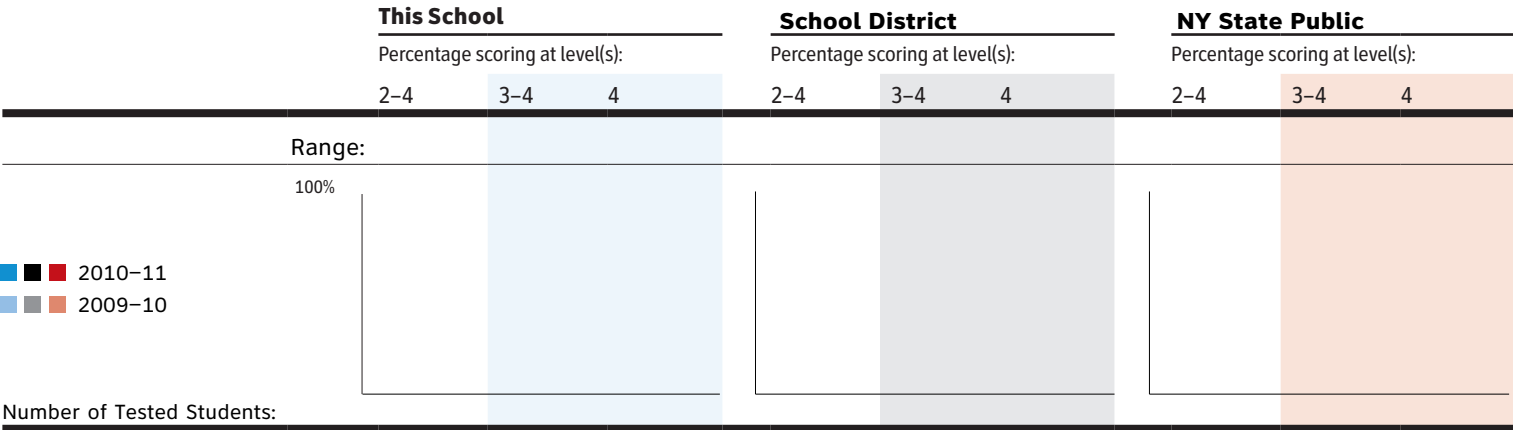 This School School District NY State Public
Percentage scoring at level(s): Percentage scoring at level(s): Percentage scoring at level(s):
2–4 3–4 4 2–4 3–4 4 2–4 3–4 4
Range:
100%
2010–11
2009–10
Number of Tested Students: